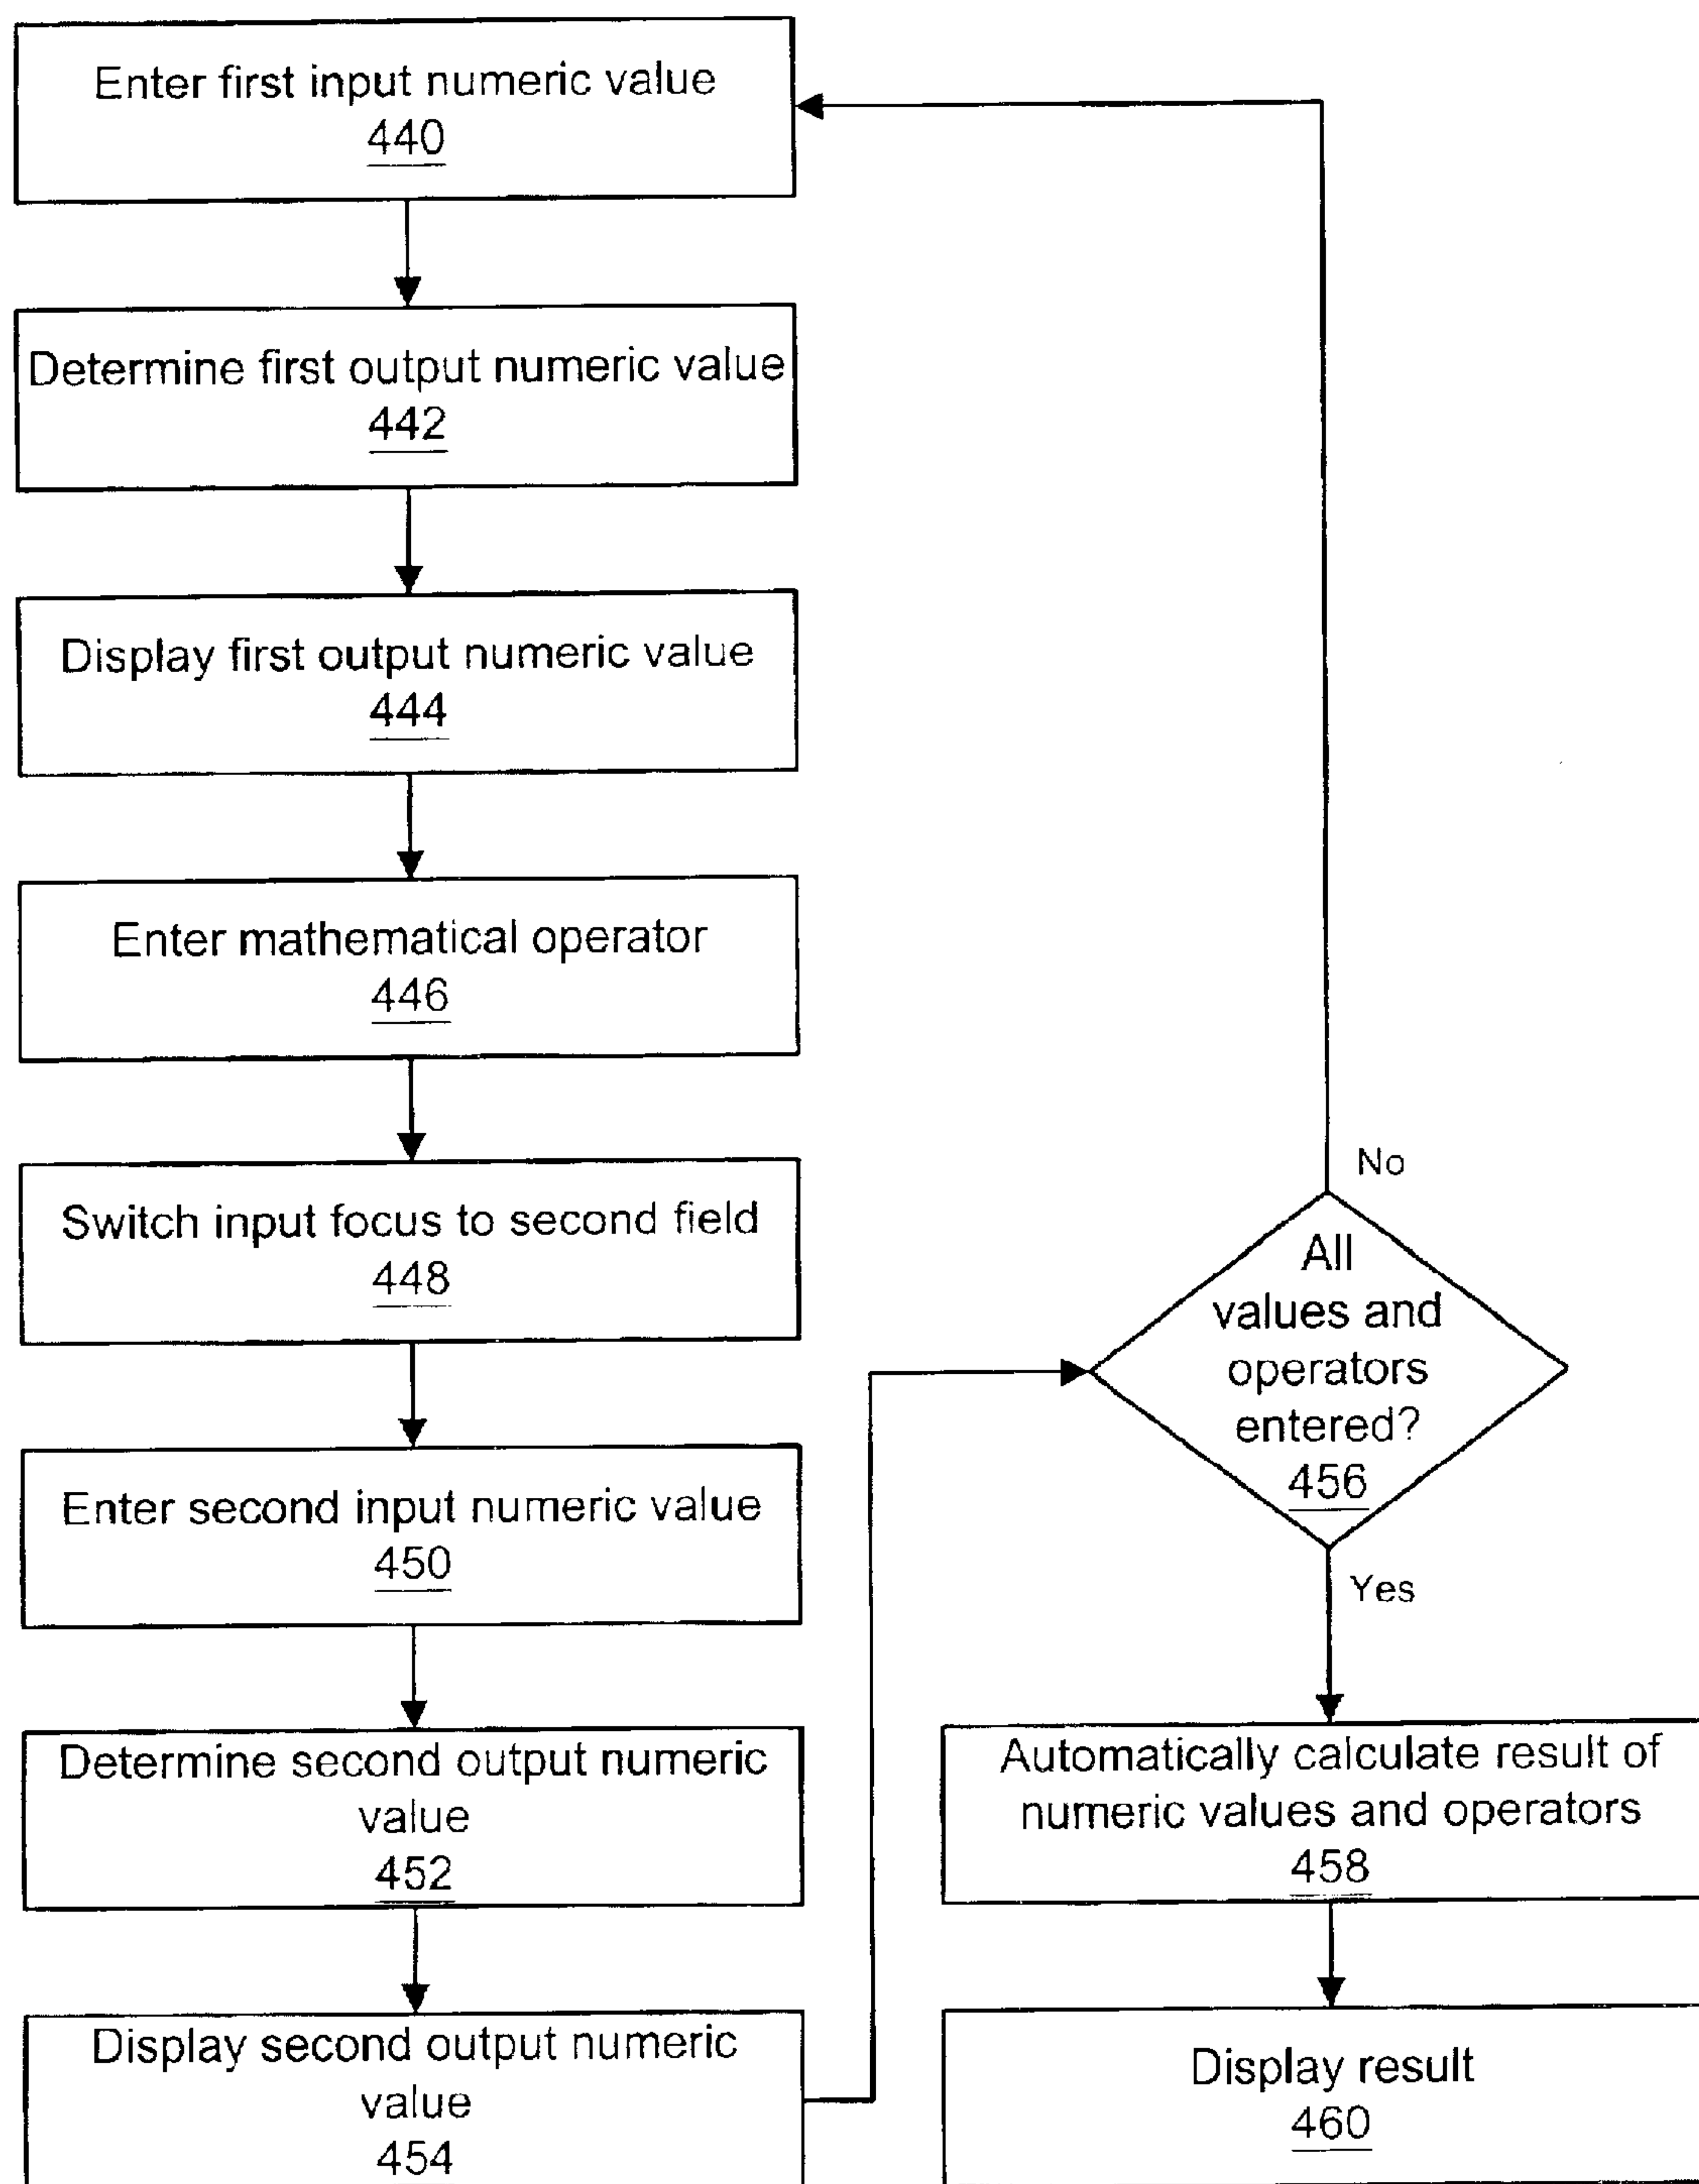 Enter first input numeric value
440
Determine first output numeric value
442
Display first output numeric value
444
Enter mathematical operator
446
Switch input focus to second field
448
Enter second input numeric value
450
Determine second output numeric
value
452
Display second output numeric
value
454
No
All
values and
operators
entered?
456
Yes
Automatically calculate result of
numeric values and operators
458
Display result
460